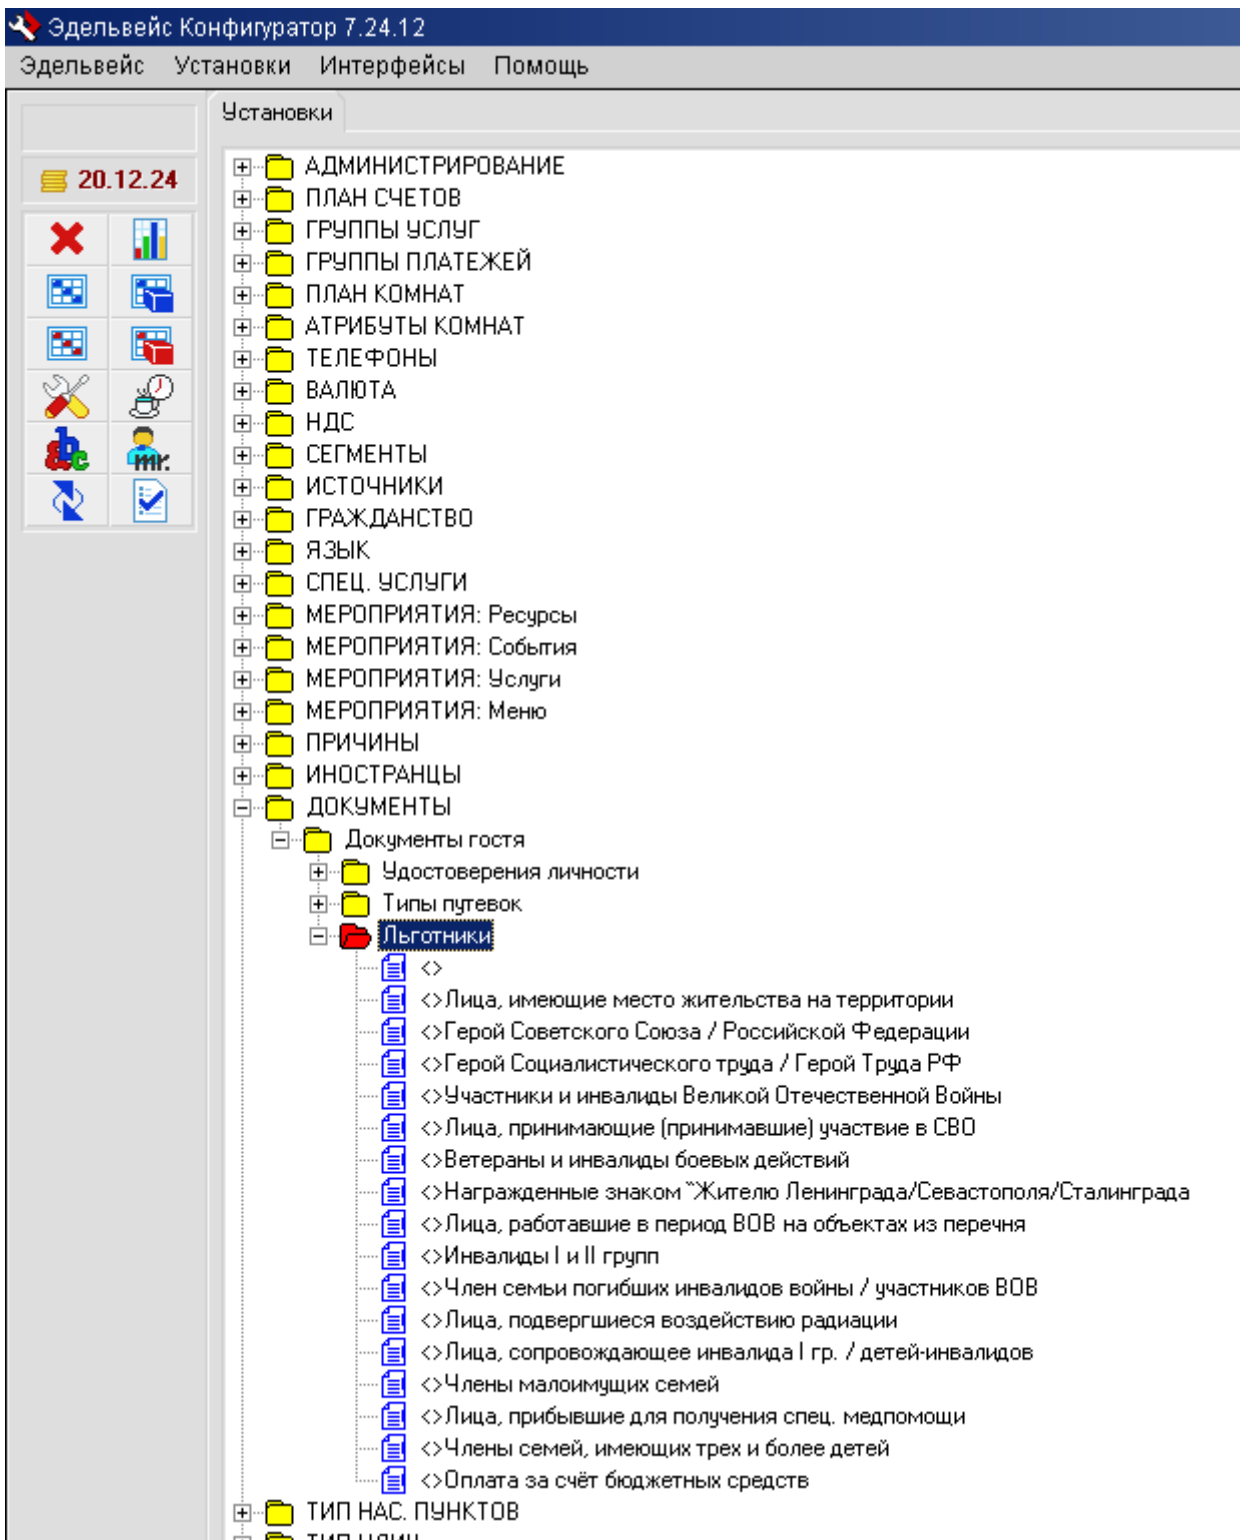 Эдельвейс Конфигуратор 7.24.12
Эдельвейс Установки Интерфейсы Помощь
Установки
20.12.24
АДМИНИСТРИРОВАНИЕ
ПЛАН СЧЕТОВ
ГРУППЫ УСЛУГ
ГРУППЫ ПЛАТЕЖЕЙ
ПЛАН КОМНАТ
АТРИБУТЫ КОМНАТ
ТЕЛЕФОНЫ
ВАЛЮТА
НДС
СЕГМЕНТЫ
ИСТОЧНИКИ
ГРАЖДАНСТВО
ЯЗЫК
СПЕЦ. УСЛУГИ
МЕРОПРИЯТИЯ: Ресурсы
МЕРОПРИЯТИЯ: События
МЕРОПРИЯТИЯ: Услуги
МЕРОПРИЯТИЯ: Меню
ПРИЧИНЫ
ИНОСТРАНЦЫ
ДОКУМЕНТЫ
Документы гостя
Удостоверения личности
Типы путевок
Льготники
<>
<>Лица, имеющие место жительства на территории
<>Герой Советского Союза / Российской Федерации
<>Герой Социалистического труда / Герой Труда РФ
<>Участники и инвалиды Великой Отечественной Войны
<>Лица, принимающие (принимавшие) участие в СВО
<>Ветераны и инвалиды боевых действий
<>Награжденные знаком ~Жителю Ленинграда/Севастополя/Сталинграда
<>Лица, работавшие в период ВОВ на объектах из перечня
<>Инвалиды I и II групп
<>Член семьи погибших инвалидов войны / участников ВОВ
<>Лица, подвергшиеся воздействию радиации
<>Лица, сопровождающее инвалида I гр. / детей-инвалидов
<>Члены малоимущих семей
<>Лица, прибывшие для получения спец. медпомощи
<>Члены семей, имеющих трех и более детей
<>Оплата за счёт бюджетных средств
ТИП НАС. ПУНКТОВ